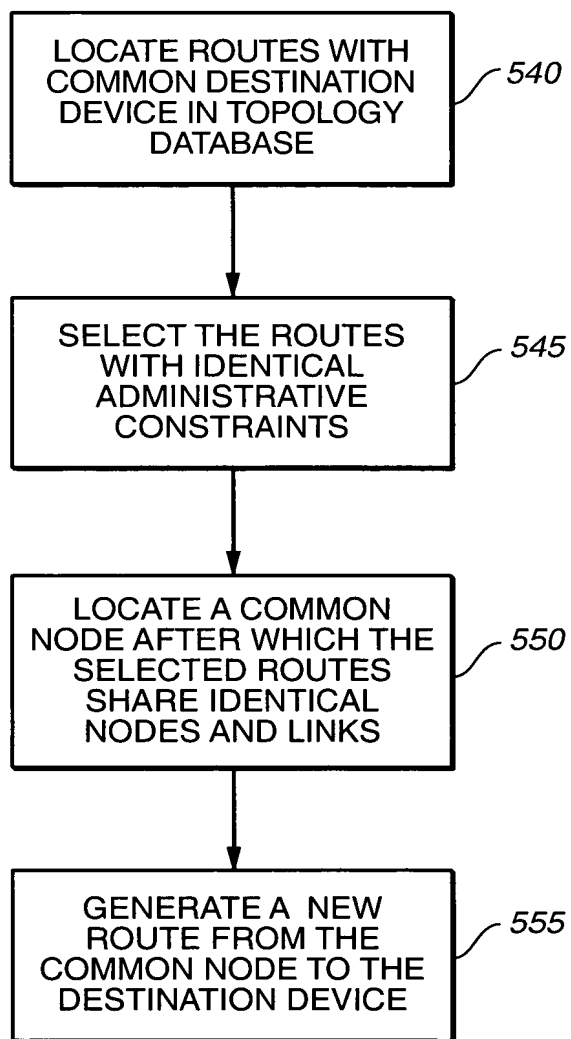 LOCATE ROUTES WITH
COMMON DESTINATION
DEVICE IN TOPOLOGY
DATABASE
540
SELECT THE ROUTES
WITH IDENTICAL
ADMINISTRATIVE
CONSTRAINTS
545
LOCATE A COMMON
NODE AFTER WHICH THE
SELECTED ROUTES
SHARE IDENTICAL
NODES AND LINKS
550
GENERATE A NEW
ROUTE FROM THE
COMMON NODE TO THE
DESTINATION DEVICE
555